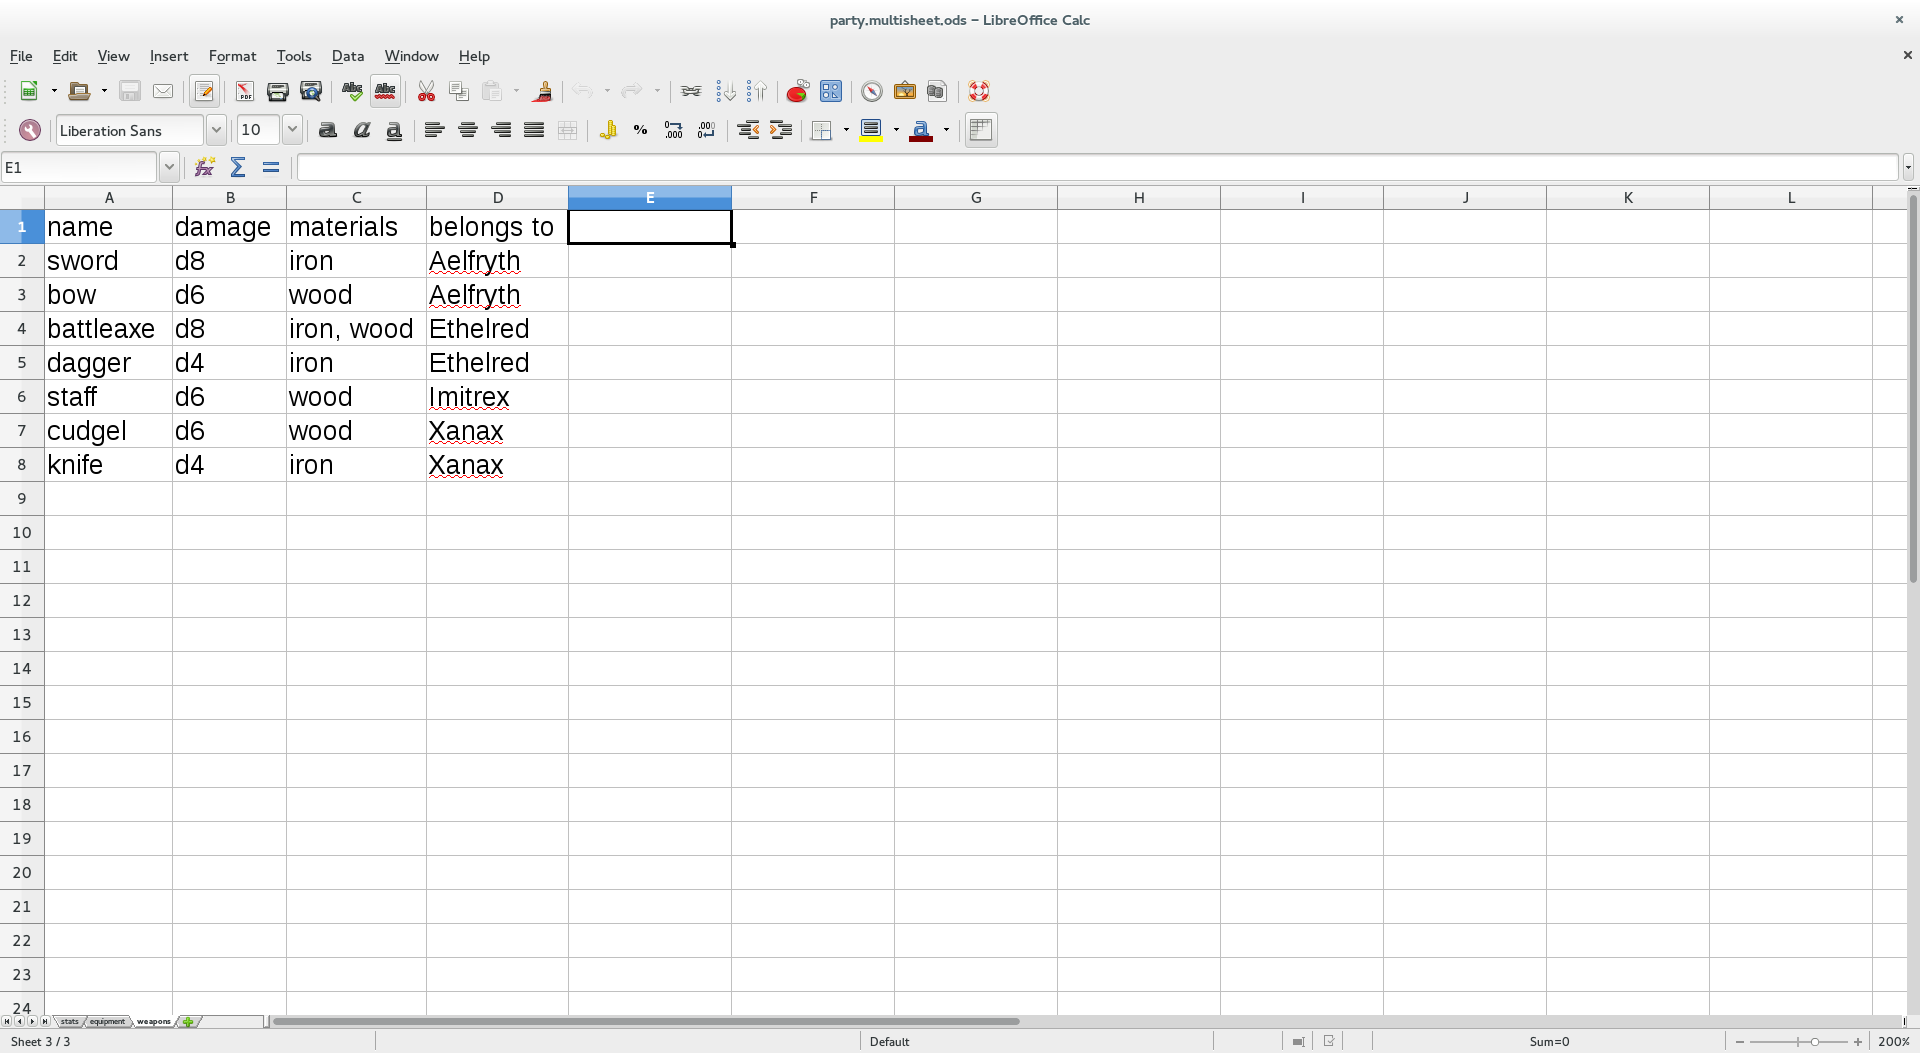 party.multisheet.ods – LibreOffice Calc
File Edit View Insert Format Tools Data Window Help
Liberation Sans 10
E1
A B C D E F G H I J K L
1 name damage materials belongs to
2 sword d8 iron Aelfryth
3 bow d6 wood Aelfryth
4 battleaxe d8 iron, wood Ethelred
5 dagger d4 iron Ethelred
6 staff d6 wood Imitrex
7 cudgel d6 wood Xanax
8 knife d4 iron Xanax
9
10
11
12
13
14
15
16
17
18
19
20
21
22
23
24
stats equipment weapons
Sheet 3 / 3 Default Sum=0 200%